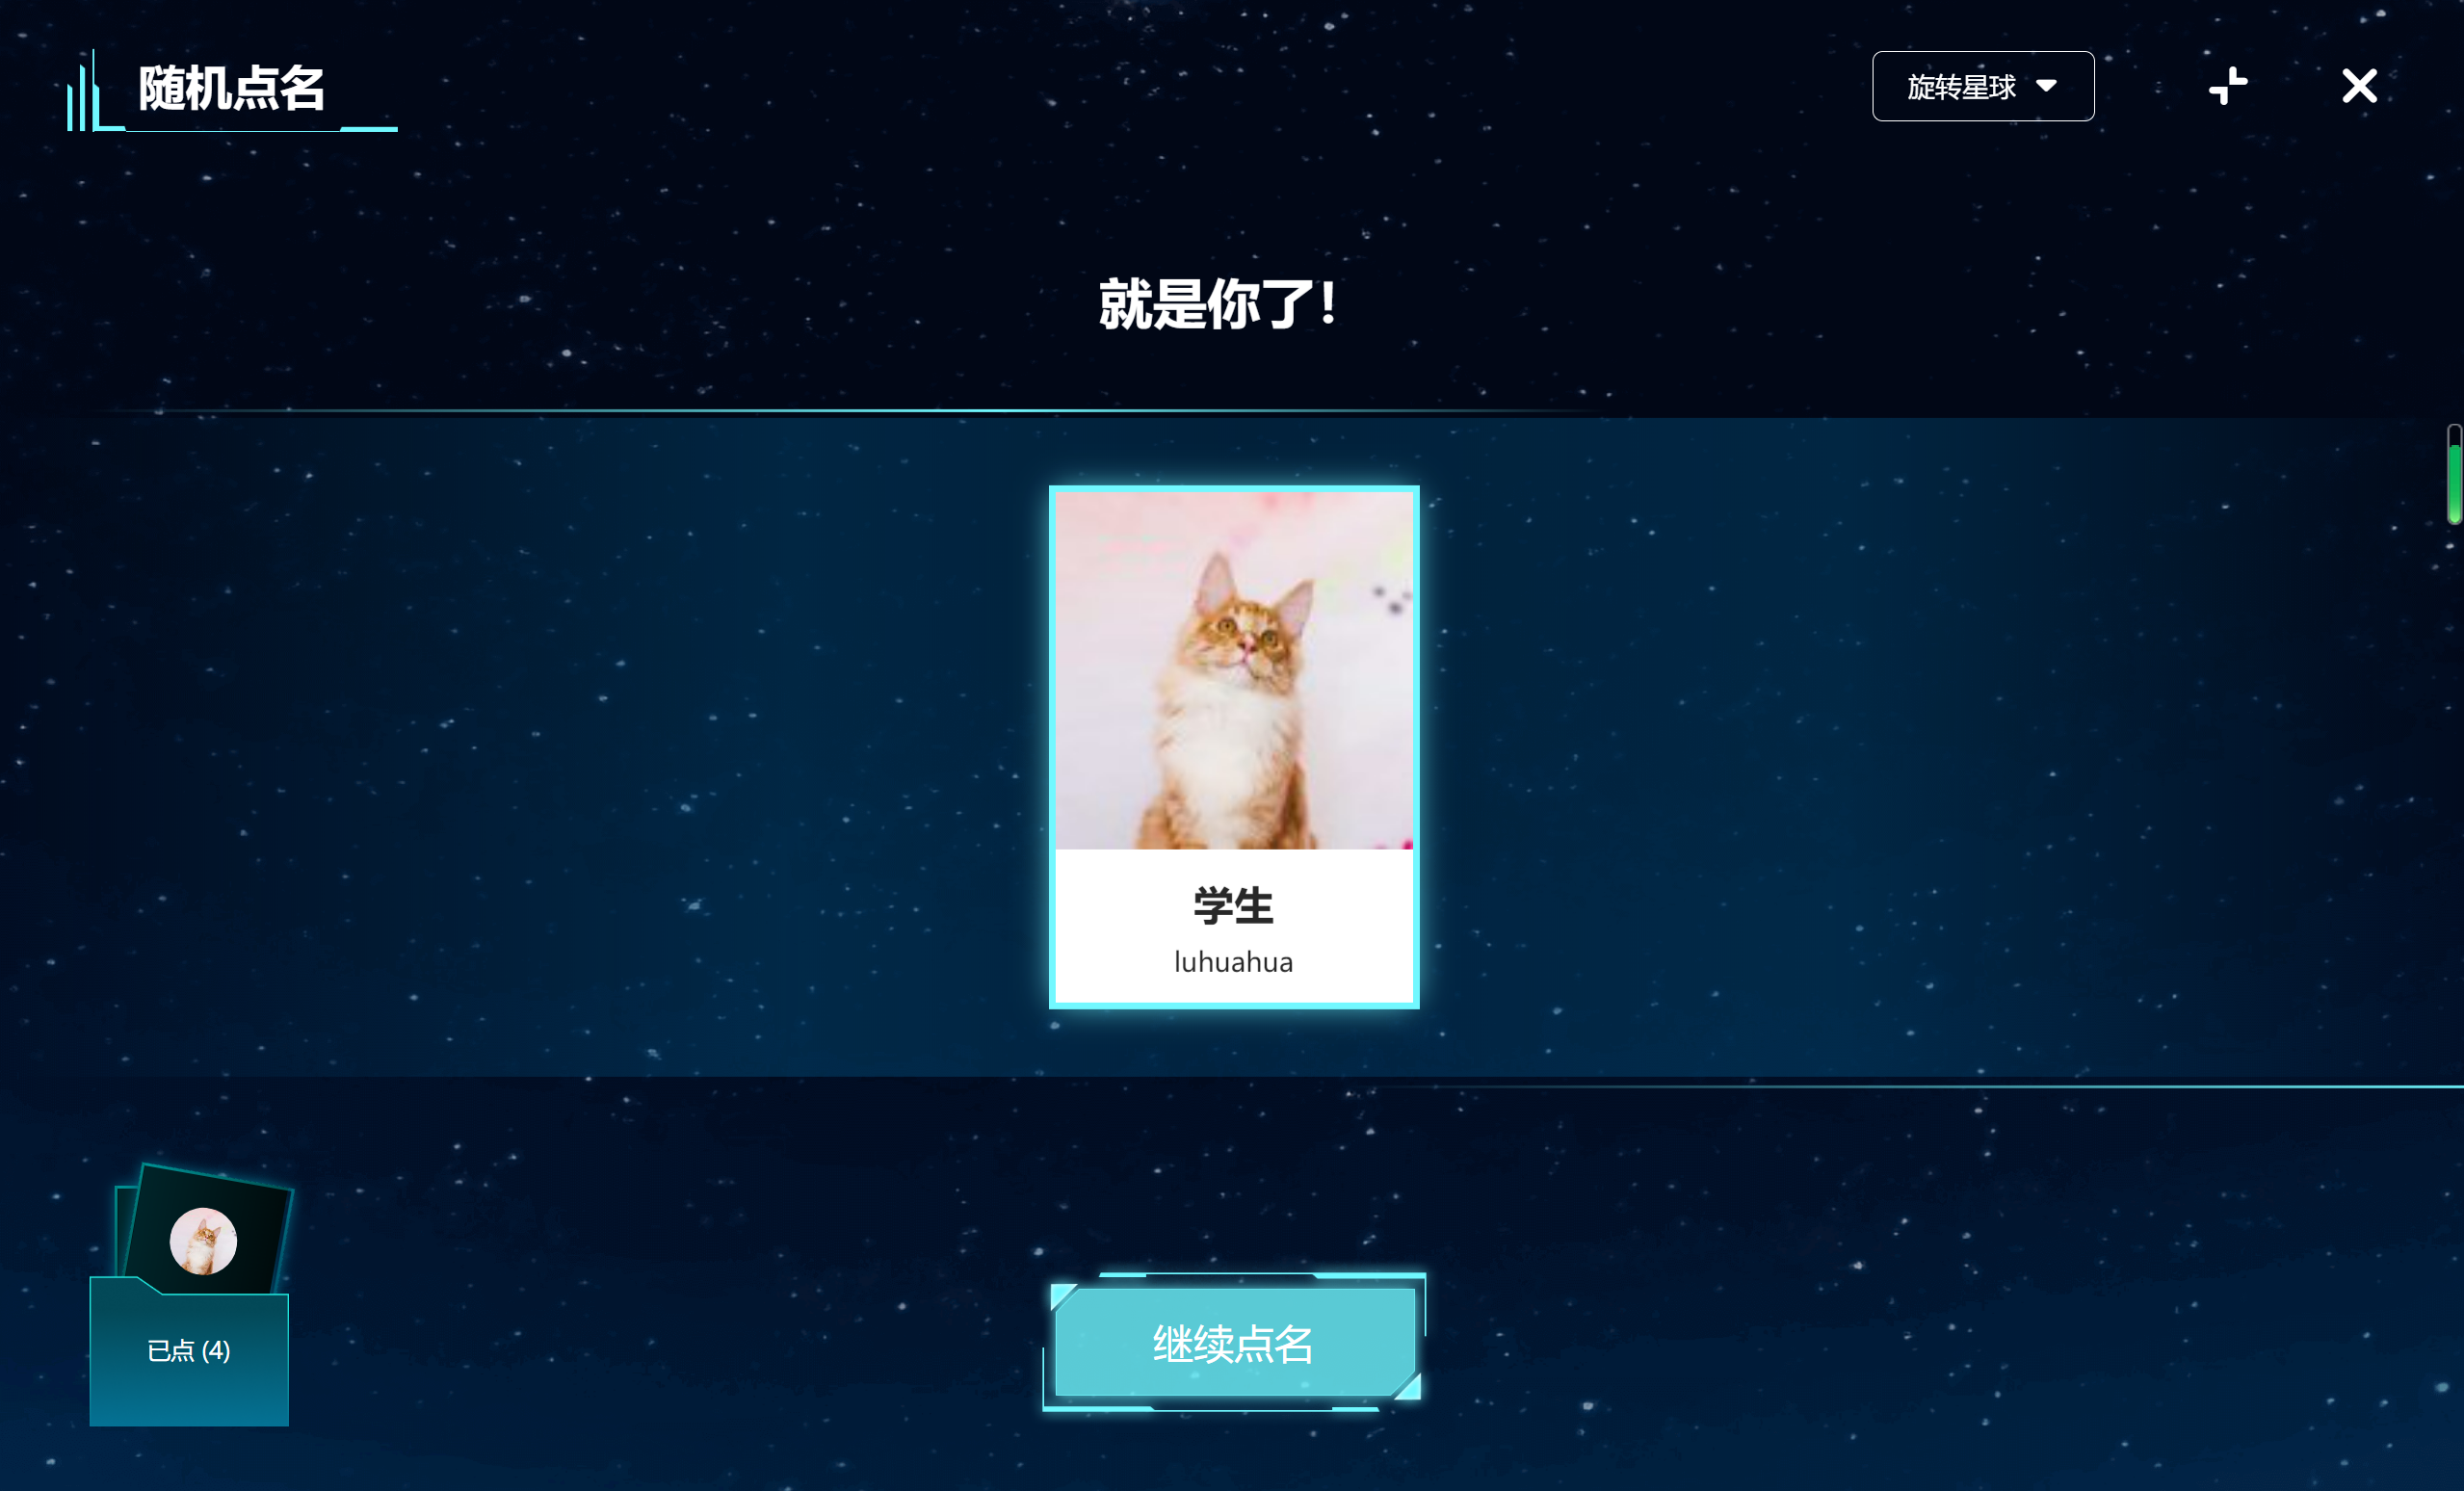 随机点名
旋转星球
就是你了!
学生
luhuahua
已点 (4)
继续点名